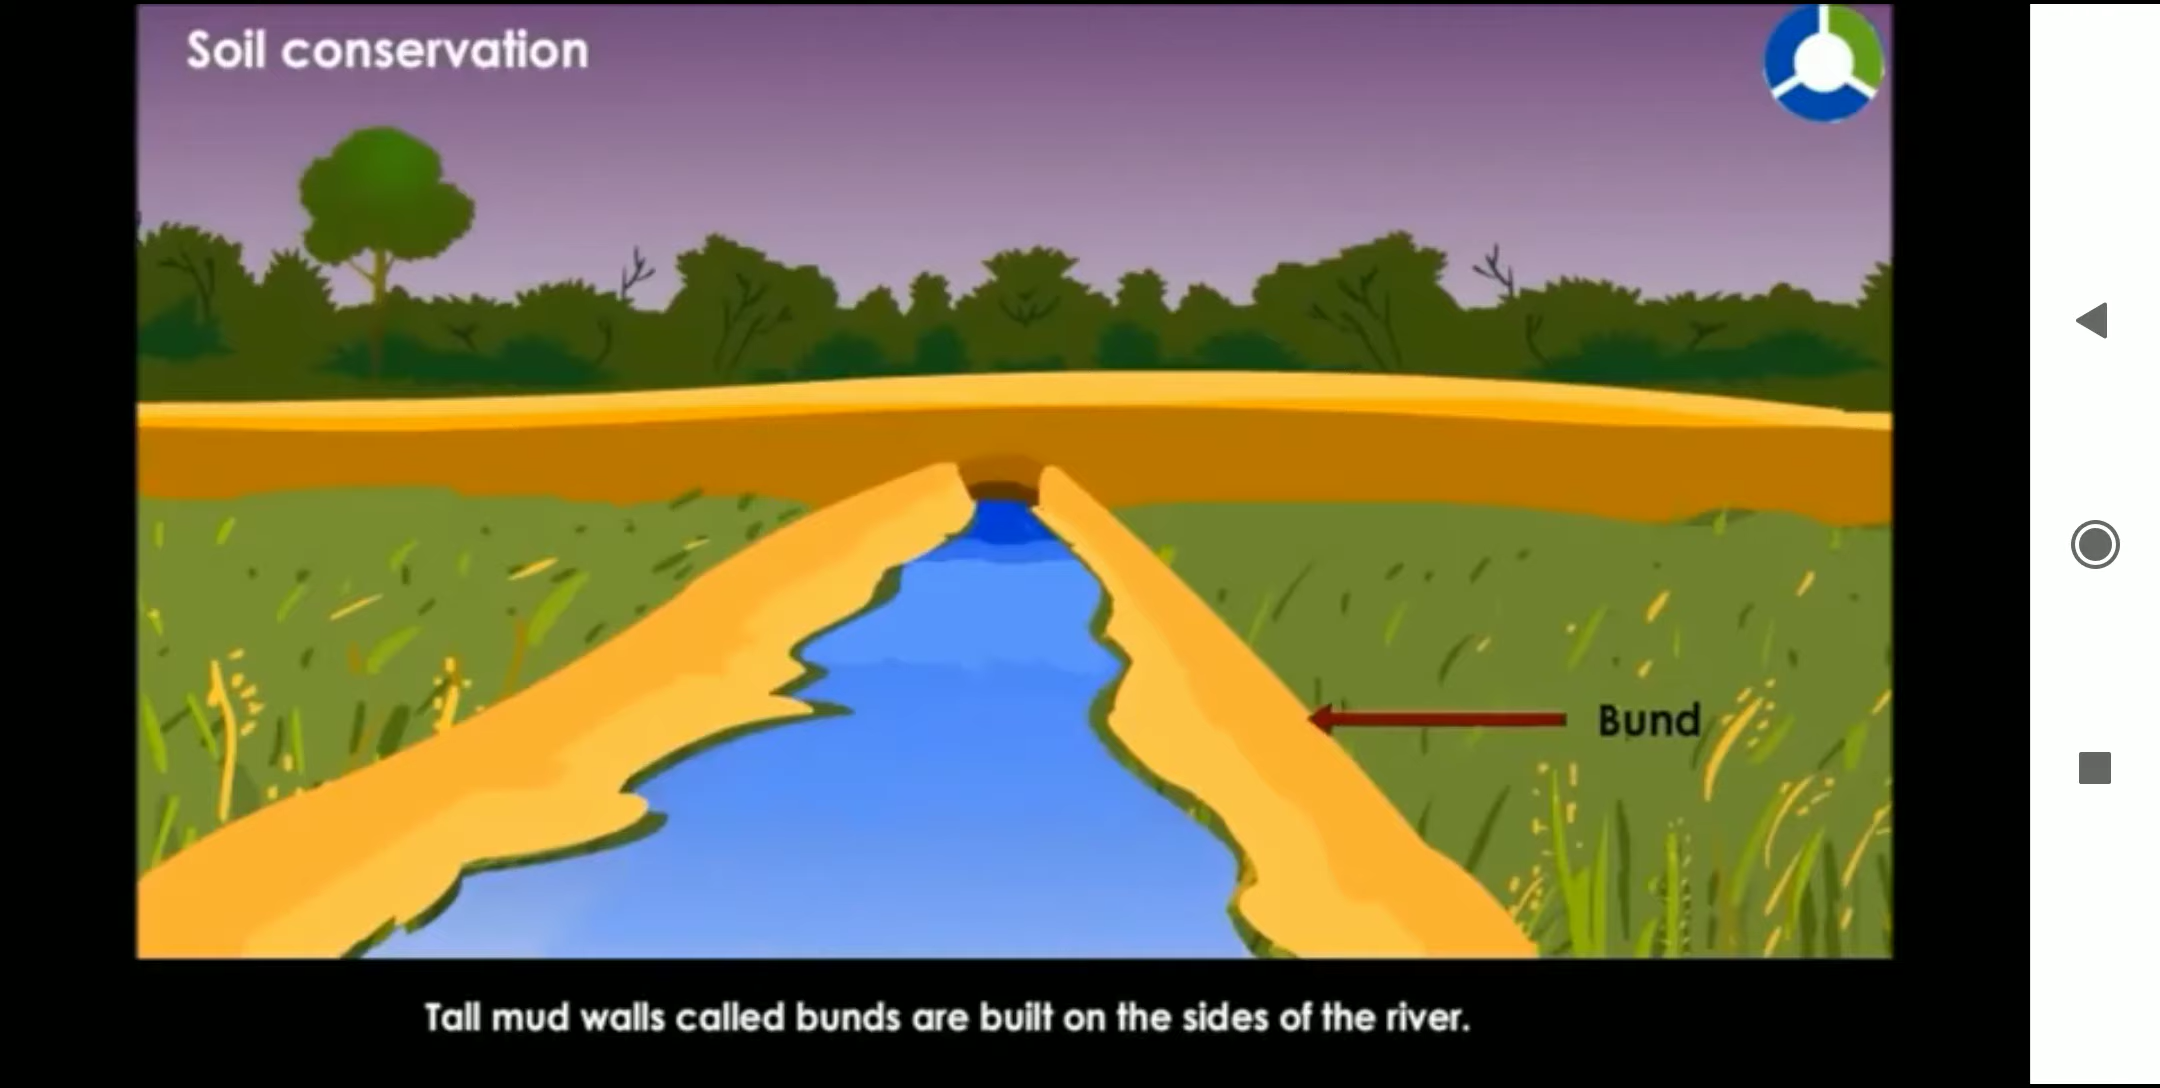 Soil conservation
Bund
Tall mud walls called bunds are built on the sides of the river.